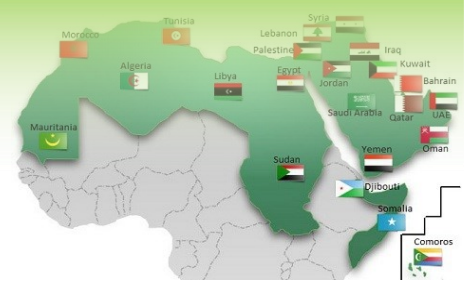 Syria
Tunisia
Lebanon
Morocco
Palestine
Iraq
Algeria
Kuwait
Libya
Egypt
Jordan
Bahrain
Saudi Arabia
Qatar
UAE
Mauritania
Yemen
Oman
Sudan
Djibouti
Somalia
Comoros